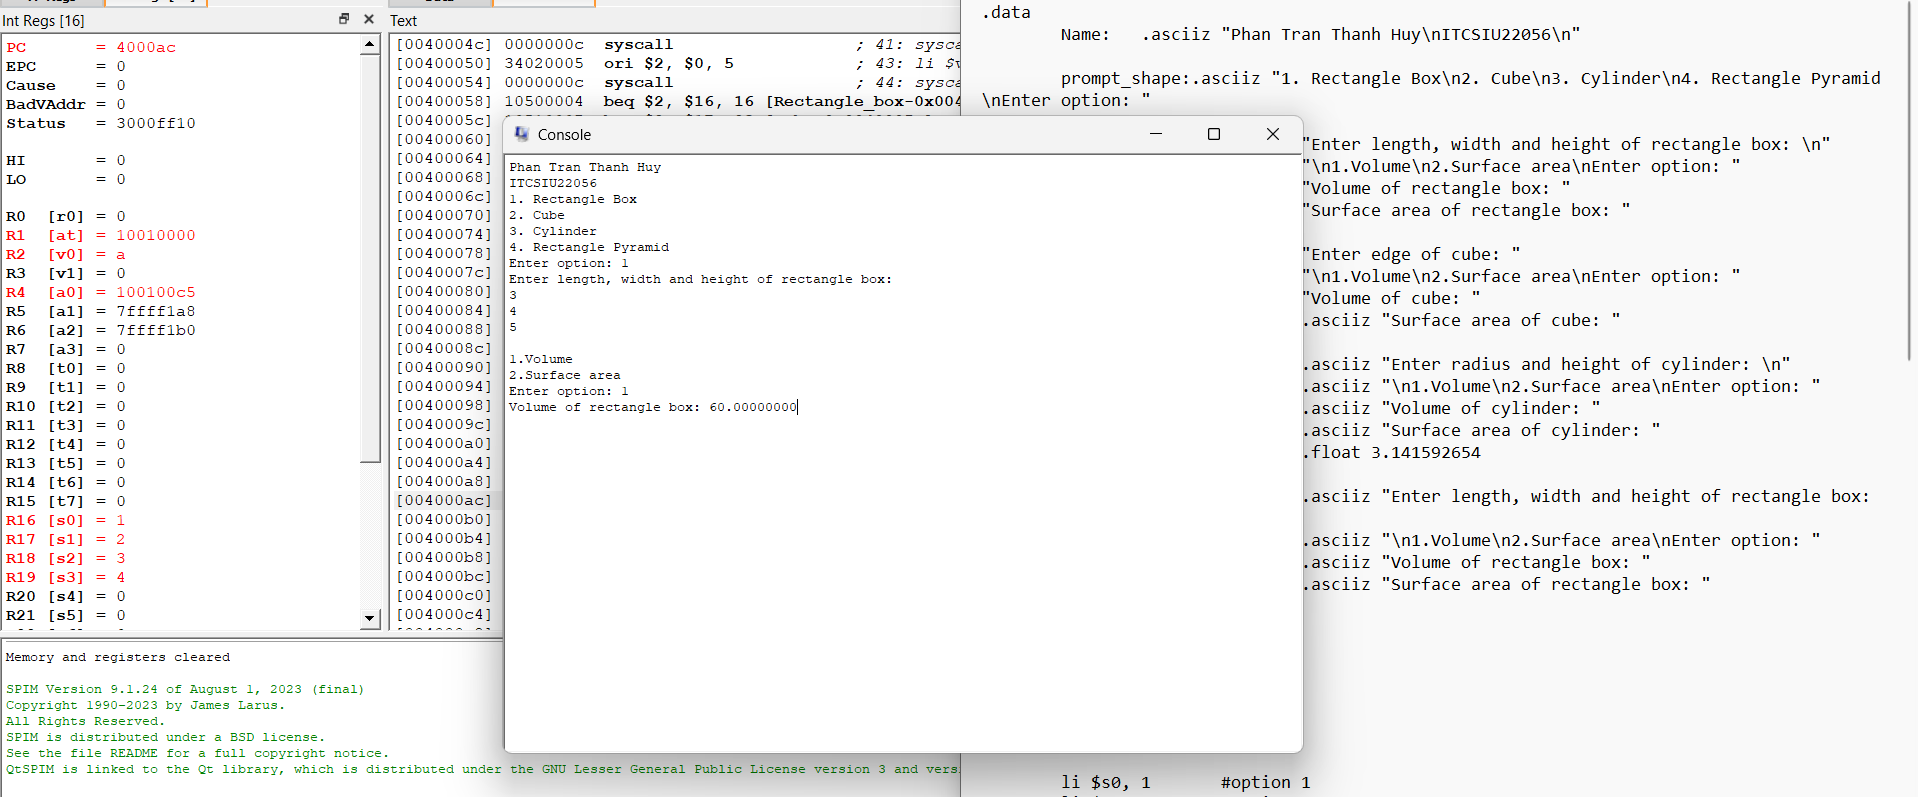 Int Regs [16]
PC = 4000ac
EPC = 0
Cause = 0
BadVAddr = 0
Status = 3000ff10
HI = 0
LO = 0
R0 [r0] = 0
R1 [at] = 10010000
R2 [v0] = a
R3 [v1] = 0
R4 [a0] = 100100c5
R5 [a1] = 7ffff1a8
R6 [a2] = 7ffff1b0
R7 [a3] = 0
R8 [t0] = 0
R9 [t1] = 0
R10 [t2] = 0
R11 [t3] = 0
R12 [t4] = 0
R13 [t5] = 0
R14 [t6] = 0
R15 [t7] = 0
R16 [s0] = 1
R17 [s1] = 2
R18 [s2] = 3
R19 [s3] = 4
R20 [s4] = 0
R21 [s5] = 0
Text
[0040004c] 0000000c syscall ; 41: sysca
[00400050] 34020005 ori $2, $0, 5 ; 43: li $v
[00400054] 0000000c syscall ; 44: sysca
[00400058] 10500004 beq $2, $16, 16 [Rectangle_box-0x004
[0040005c]
[00400060]
[00400064]
[00400068]
[0040006c]
[00400070]
[00400074]
[00400078]
[0040007c]
[00400080]
[00400084]
[00400088]
[0040008c]
[00400090]
[00400094]
[00400098]
[0040009c]
[004000a0]
[004000a4]
[004000a8]
[004000ac]
[004000b0]
[004000b4]
[004000b8]
[004000bc]
[004000c0]
[004000c4]
Console
Phan Tran Thanh Huy
ITCSIU22056
1. Rectangle Box
2. Cube
3. Cylinder
4. Rectangle Pyramid
Enter option: 1
Enter length, width and height of rectangle box:
3
4
5
1.Volume
2.Surface area
Enter option: 1
Volume of rectangle box: 60.00000000
Memory and registers cleared
SPIM Version 9.1.24 of August 1, 2023 (final)
Copyright 1990-2023 by James Larus.
All Rights Reserved.
SPIM is distributed under a BSD license.
See the file README for a full copyright notice.
QtSPIM is linked to the Qt library, which is distributed under the GNU Lesser General Public License version 3 and versi
.data
Name: .asciiz "Phan Tran Thanh Huy\nITCSIU22056\n"
prompt_shape:.asciiz "1. Rectangle Box\n2. Cube\n3. Cylinder\n4. Rectangle Pyramid
\nEnter option: "
"Enter length, width and height of rectangle box: \n"
"\n1.Volume\n2.Surface area\nEnter option: "
"Volume of rectangle box: "
"Surface area of rectangle box: "
"Enter edge of cube: "
"\n1.Volume\n2.Surface area\nEnter option: "
"Volume of cube: "
.asciiz "Surface area of cube: "
.asciiz "Enter radius and height of cylinder: \n"
.asciiz "\n1.Volume\n2.Surface area\nEnter option: "
.asciiz "Volume of cylinder: "
.asciiz "Surface area of cylinder: "
.float 3.141592654
.asciiz "Enter length, width and height of rectangle box:
.asciiz "\n1.Volume\n2.Surface area\nEnter option: "
.asciiz "Volume of rectangle box: "
.asciiz "Surface area of rectangle box: "
li $s0, 1 #option 1